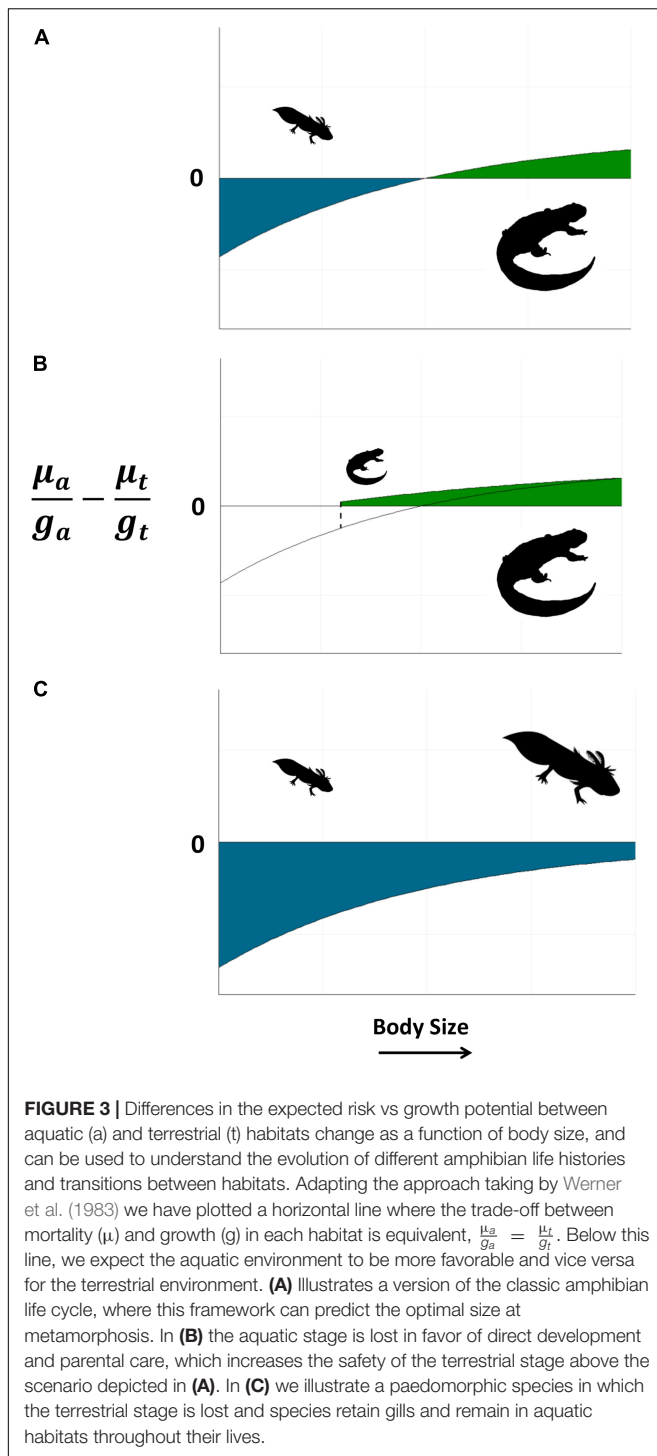 A
0
B
μₐ/gₐ − μₜ/gₜ
0
C
0
Body Size
FIGURE 3 | Differences in the expected risk vs growth potential between
aquatic (a) and terrestrial (t) habitats change as a function of body size, and
can be used to understand the evolution of different amphibian life histories
and transitions between habitats. Adapting the approach taking by Werner
et al. (1983) we have plotted a horizontal line where the trade-off between
mortality (μ) and growth (g) in each habitat is equivalent, μₐ/gₐ = μₜ/gₜ. Below this
line, we expect the aquatic environment to be more favorable and vice versa
for the terrestrial environment. (A) Illustrates a version of the classic amphibian
life cycle, where this framework can predict the optimal size at
metamorphosis. In (B) the aquatic stage is lost in favor of direct development
and parental care, which increases the safety of the terrestrial stage above the
scenario depicted in (A). In (C) we illustrate a paedomorphic species in which
the terrestrial stage is lost and species retain gills and remain in aquatic
habitats throughout their lives.